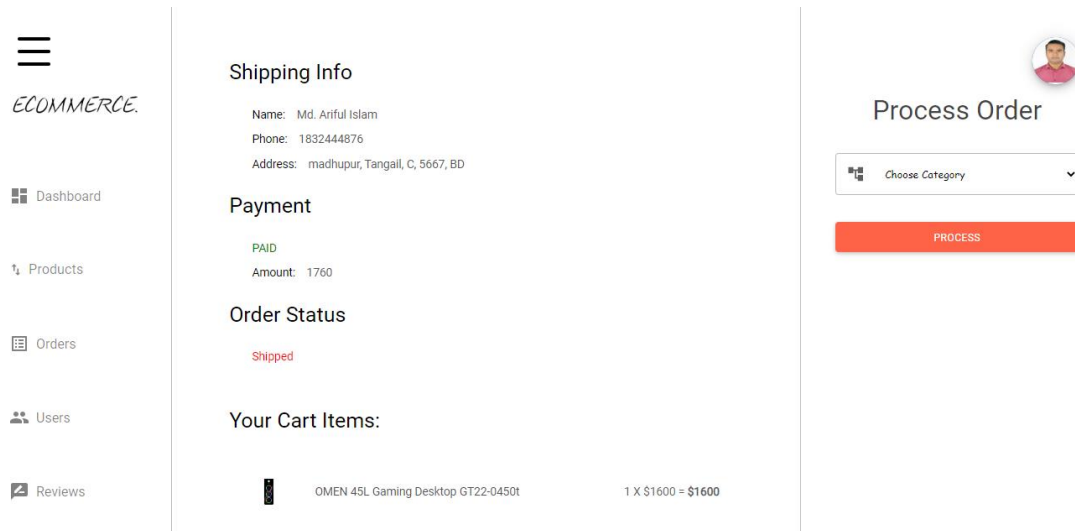 ECOMMERCE.
Dashboard
Products
Orders
Users
Reviews
Shipping Info
Name: Md. Ariful Islam
Phone: 1832444876
Address: madhupur, Tangail, C, 5667, BD
Payment
PAID
Amount: 1760
Order Status
Shipped
Your Cart Items:
OMEN 45L Gaming Desktop GT22-0450t 1 X $1600 = $1600
Process Order
Choose Category
PROCESS